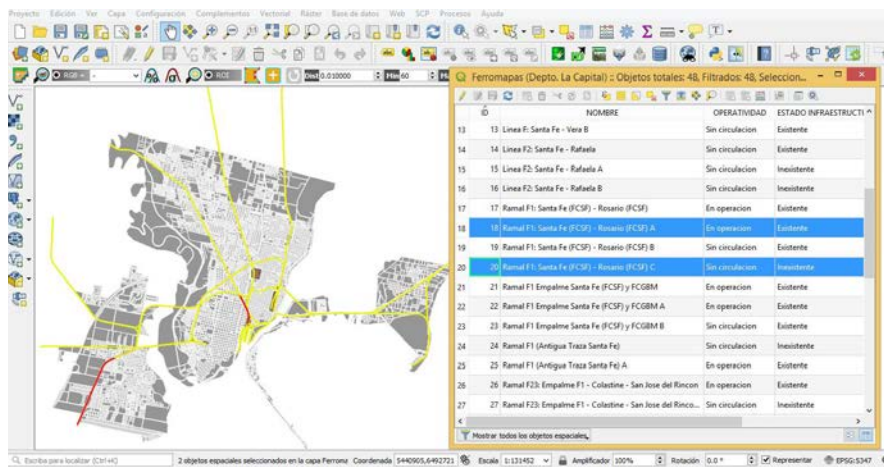 Proyecto Edición Ver Capa Configuración Complementos Vectorial Ráster Base de datos Web SCP Procesos Ayuda
RGB =
ROI
Dist 0.010000
Min 60
Ferromapas (Depto. La Capital) :: Objetos totales: 48, Filtrados: 48, Seleccion...
ID NOMBRE OPERATIVIDAD ESTADO INFRAESTRUCTI
13 13 Linea F: Santa Fe - Vera B Sin circulacion Existente
14 14 Linea F2: Santa Fe - Rafaela Sin circulacion Existente
15 15 Linea F2: Santa Fe - Rafaela A Sin circulacion Inexistente
16 16 Linea F2: Santa Fe - Rafaela B Sin circulacion Inexistente
17 17 Ramal F1: Santa Fe (FCSF) - Rosario (FCSF) En operacion Existente
18 18 Ramal F1: Santa Fe (FCSF) - Rosario (FCSF) A En operacion Existente
19 19 Ramal F1: Santa Fe (FCSF) - Rosario (FCSF) B Sin circulacion Existente
20 20 Ramal F1: Santa Fe (FCSF) - Rosario (FCSF) C Sin circulacion Inexistente
21 21 Ramal F1 Empalme Santa Fe (FCSF) y FCGBM En operacion Existente
22 22 Ramal F1 Empalme Santa Fe (FCSF) y FCGBM A En operacion Existente
23 23 Ramal F1 Empalme Santa Fe (FCSF) y FCGBM B Sin circulacion Existente
24 24 Ramal F1 (Antigua Traza Santa Fe) Sin circulacion Inexistente
25 25 Ramal F1 (Antigua Traza Santa Fe) A En operacion Existente
26 26 Ramal F23: Empalme F1 - Colastine - San Jose del Rincon En operacion Existente
27 27 Ramal F23: Empalme F1 - Colastine - San Jose del Rinco... Sin circulacion Inexistente
Mostrar todos los objetos espaciales
Escriba para localizar (Ctrl+K) 2 objetos espaciales seleccionados en la capa Ferroma Coordenada 5440905,6492721 Escala 1:131452 Amplificador 100% Rotación 0.0 ° Representar EPSG:5347